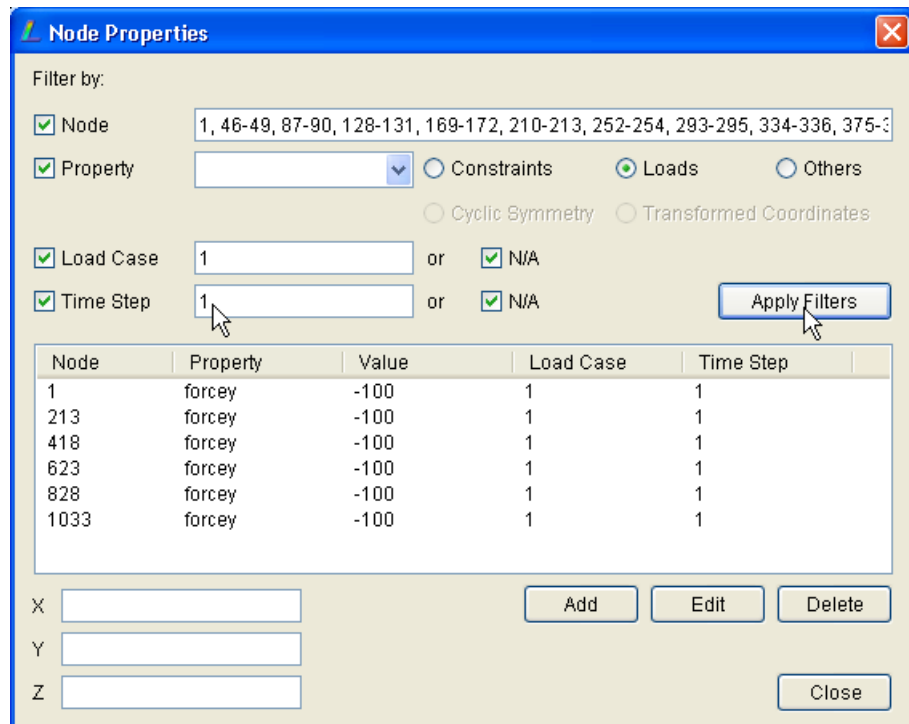 Node Properties
Filter by:
Node 1, 46-49, 87-90, 128-131, 169-172, 210-213, 252-254, 293-295, 334-336, 375-3
Property Constraints Loads Others
Cyclic Symmetry Transformed Coordinates
Load Case 1 or N/A
Time Step 1 or N/A Apply Filters
Node Property Value Load Case Time Step
1 forcey -100 1 1
213 forcey -100 1 1
418 forcey -100 1 1
623 forcey -100 1 1
828 forcey -100 1 1
1033 forcey -100 1 1
X Add Edit Delete
Y
Z Close